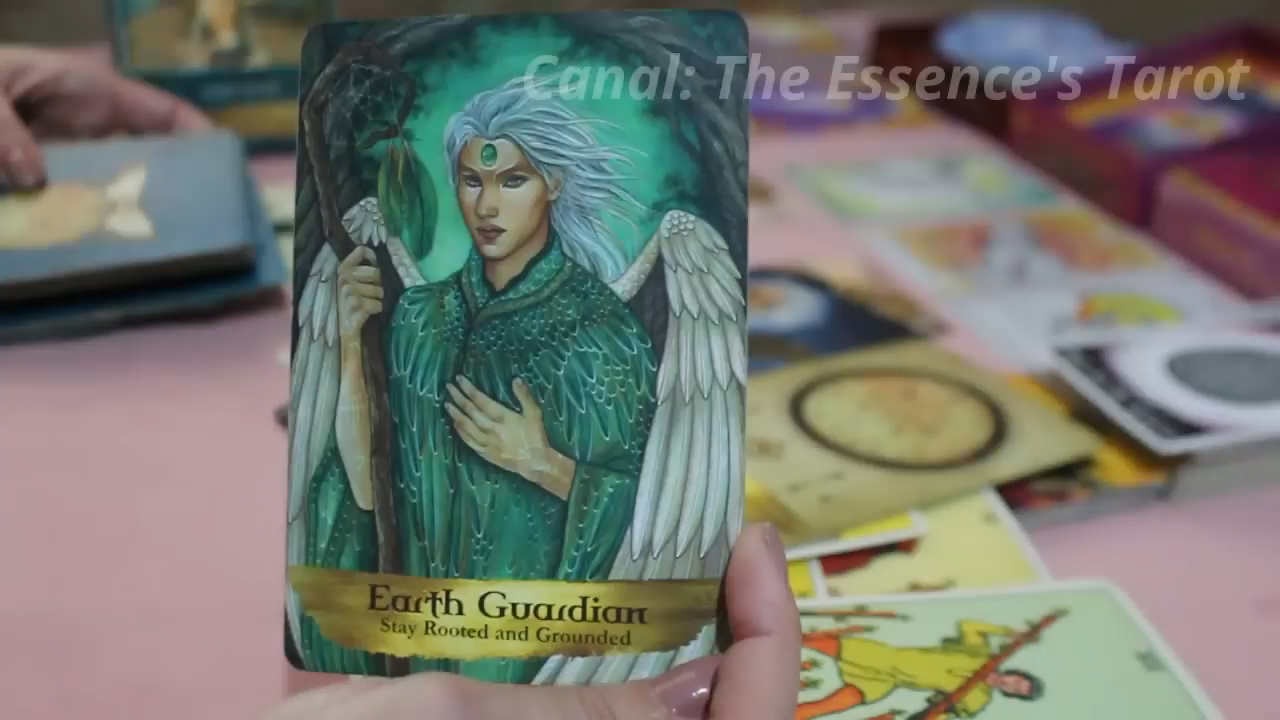 Canal: The Essence's Tarot
Earth Guardian
Stay Rooted and Grounded